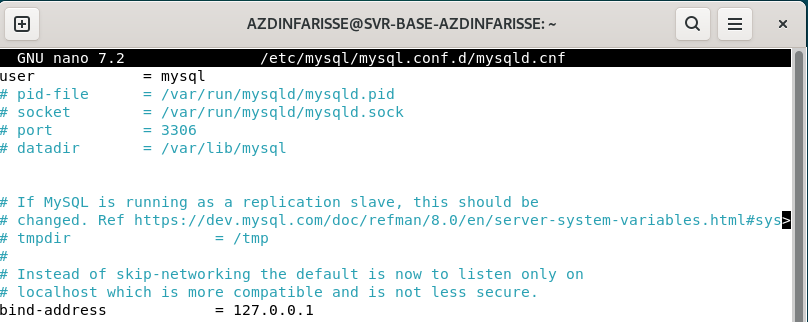 AZDINFARISSE@SVR-BASE-AZDINFARISSE: ~
GNU nano 7.2 /etc/mysql/mysql.conf.d/mysqld.cnf
user = mysql
# pid-file = /var/run/mysqld/mysqld.pid
# socket = /var/run/mysqld/mysqld.sock
# port = 3306
# datadir = /var/lib/mysql
# If MySQL is running as a replication slave, this should be
# changed. Ref https://dev.mysql.com/doc/refman/8.0/en/server-system-variables.html#sys>
# tmpdir = /tmp
#
# Instead of skip-networking the default is now to listen only on
# localhost which is more compatible and is not less secure.
bind-address = 127.0.0.1